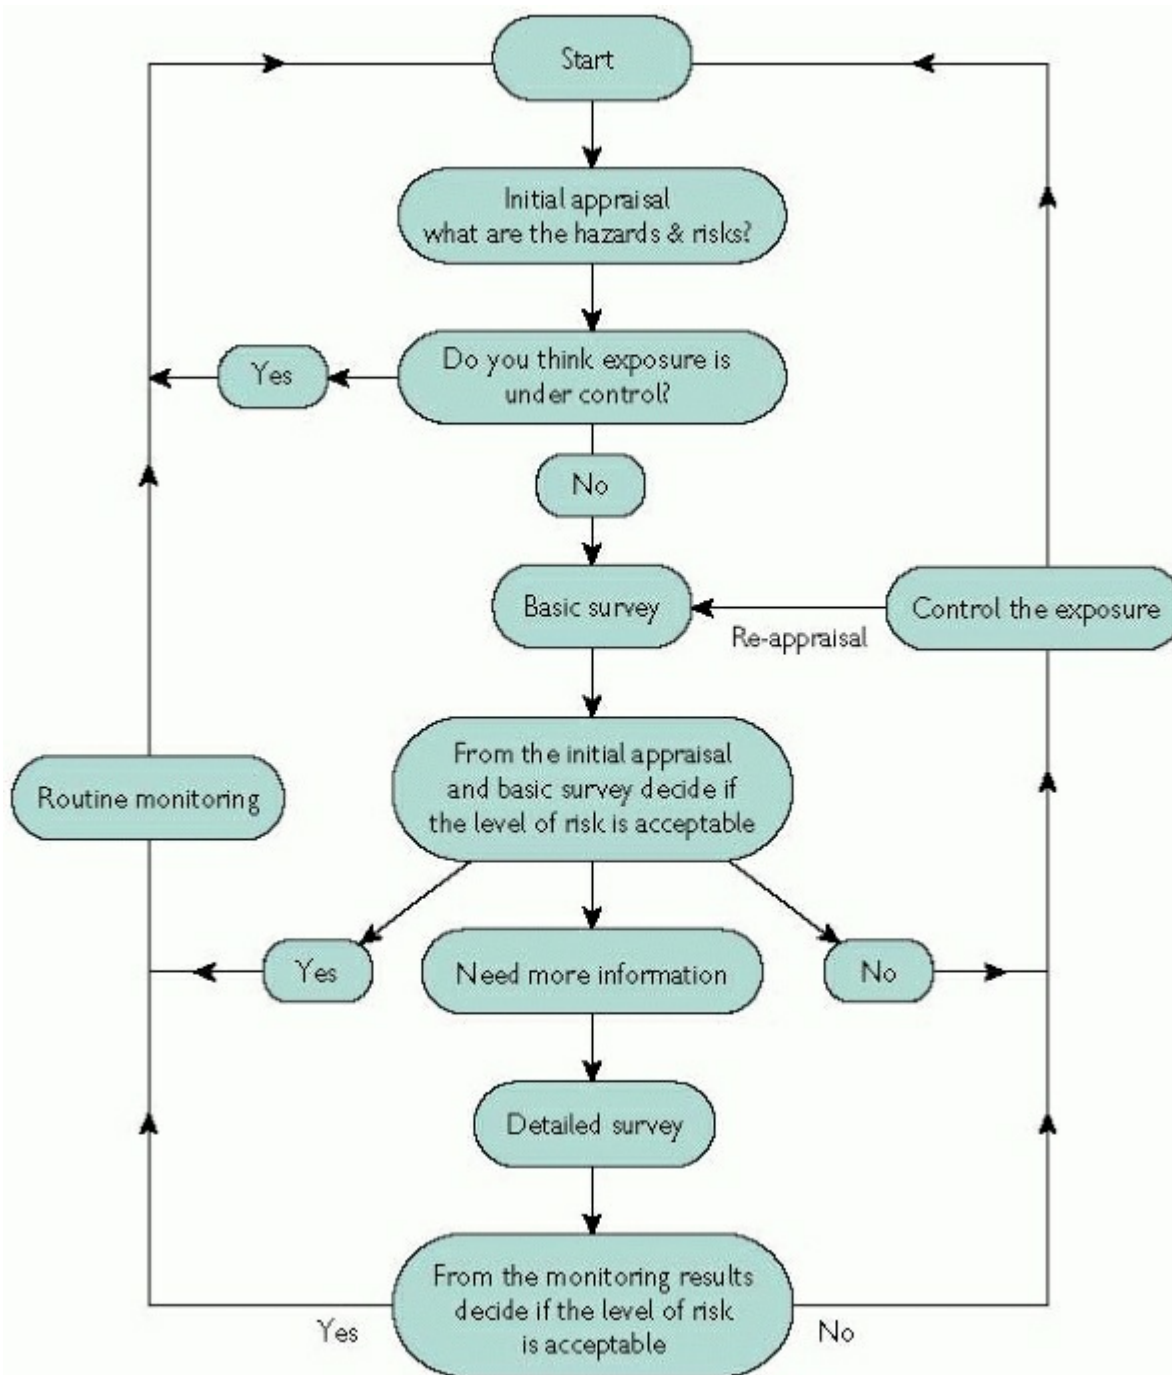 Start
Initial appraisal
what are the hazards & risks?
Do you think exposure is
under control?
Yes
No
Basic survey
Control the exposure
Re-appraisal
From the initial appraisal
and basic survey decide if
the level of risk is acceptable
Routine monitoring
Yes
Need more information
No
Detailed survey
From the monitoring results
decide if the level of risk
is acceptable
Yes
No